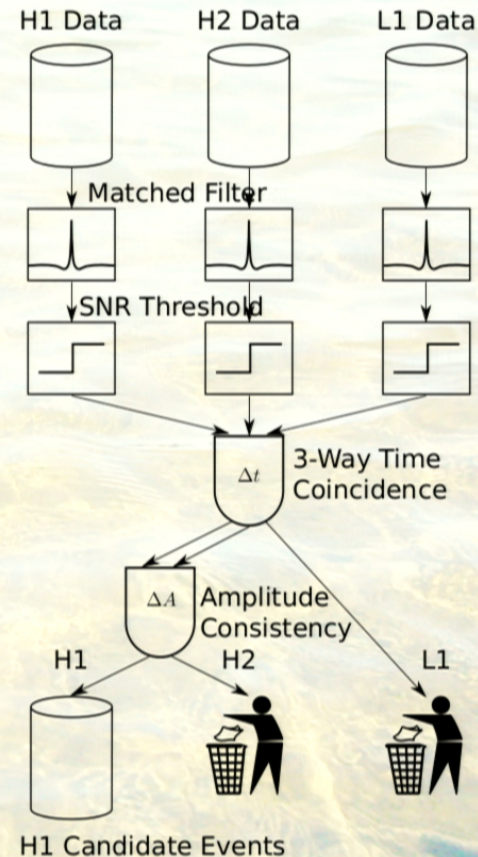 H1 Data H2 Data L1 Data
Matched Filter
SNR Threshold
Δt
3-Way Time
Coincidence
ΔA
Amplitude
Consistency
H1 H2 L1
H1 Candidate Events